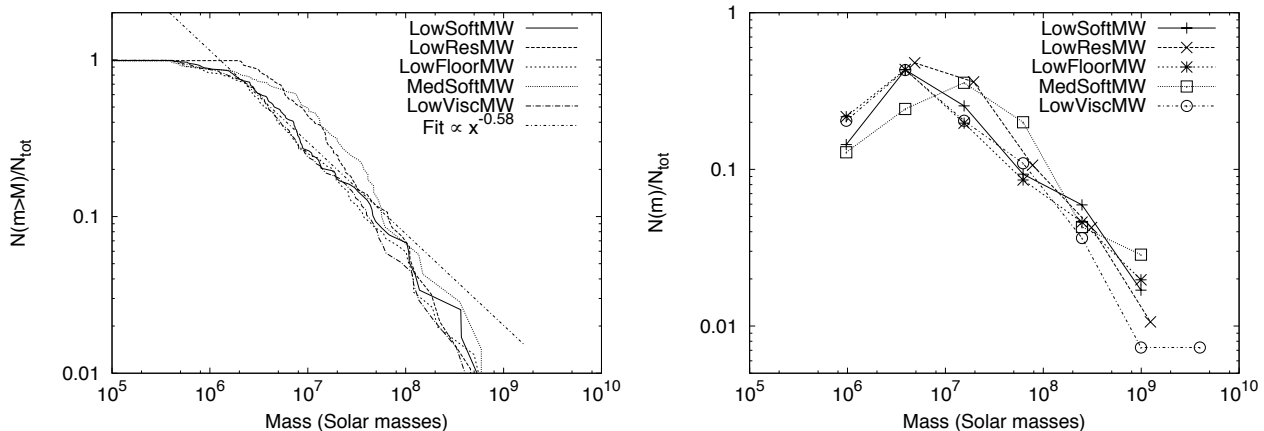 LowSoftMW
LowResMW
LowFloorMW
MedSoftMW
LowViscMW
Fit ∝ x^-0.58
1
0.1
0.01
N(m>M)/N_tot
10^5 10^6 10^7 10^8 10^9 10^10
Mass (Solar masses)
LowSoftMW
LowResMW
LowFloorMW
MedSoftMW
LowViscMW
1
0.1
0.01
N(m)/N_tot
10^5 10^6 10^7 10^8 10^9 10^10
Mass (Solar masses)